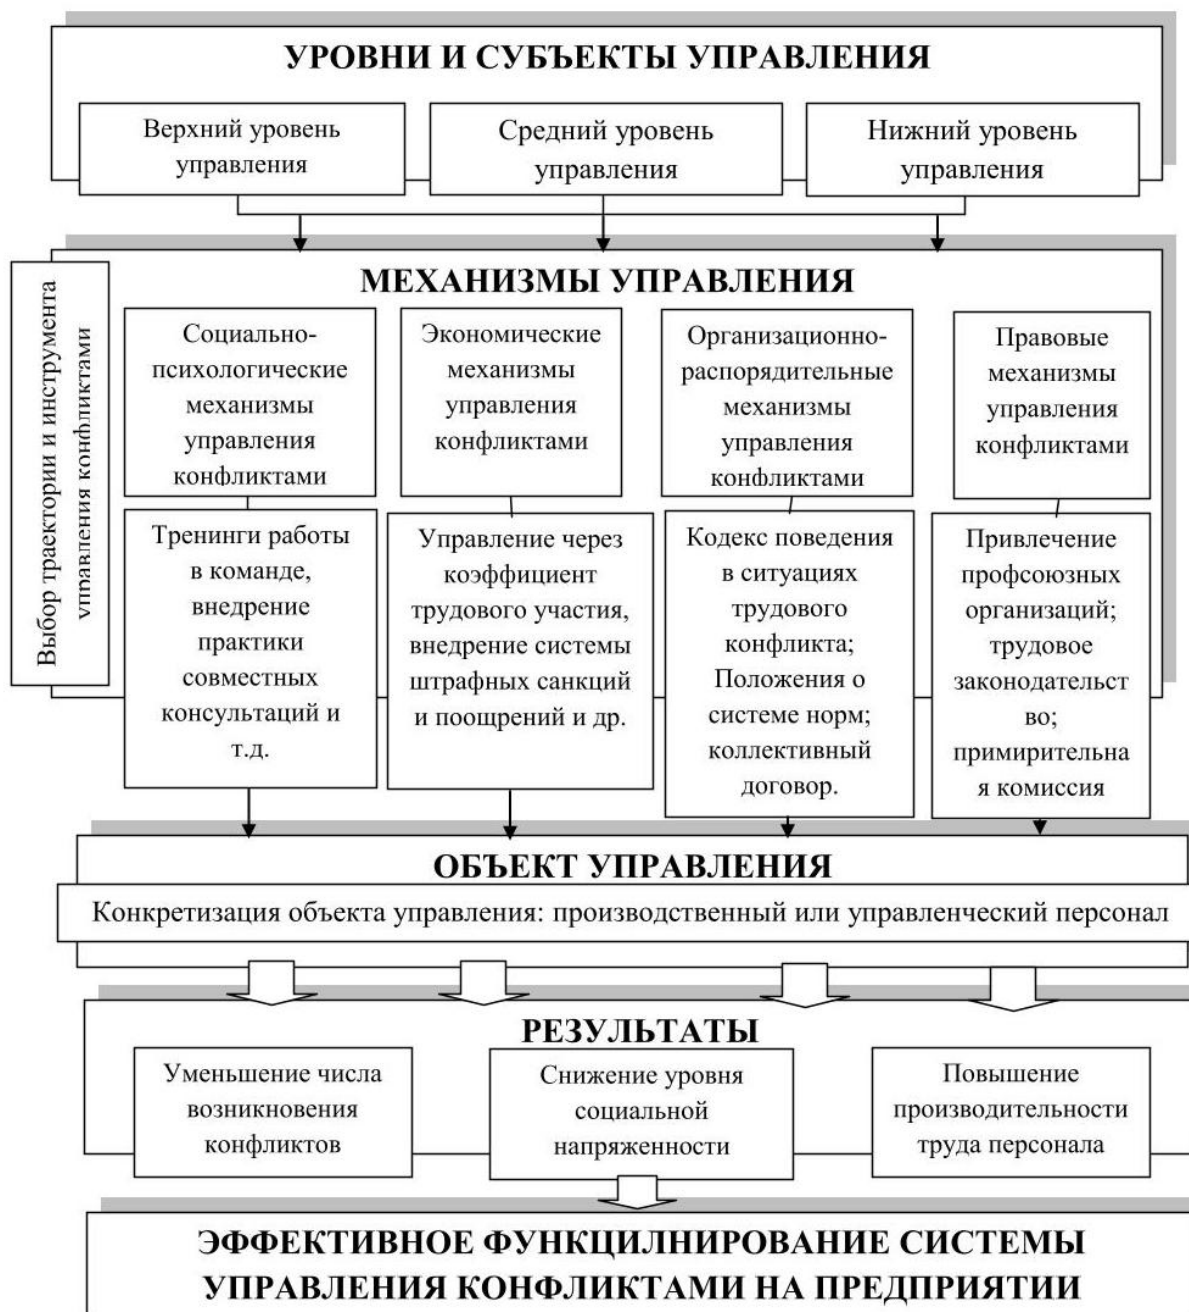 УРОВНИ И СУБЪЕКТЫ УПРАВЛЕНИЯ
Верхний уровень
управления
Средний уровень
управления
Нижний уровень
управления
МЕХАНИЗМЫ УПРАВЛЕНИЯ
Выбор траектории и инструмента
управления конфликтами
Социально-
психологические
механизмы
управления
конфликтами
Экономические
механизмы
управления
конфликтами
Организационно-
распорядительные
механизмы
управления
конфликтами
Правовые
механизмы
управления
конфликтами
Тренинги работы
в команде,
внедрение
практики
совместных
консультаций и
т.д.
Управление через
коэффициент
трудового участия,
внедрение системы
штрафных санкций
и поощрений и др.
Кодекс поведения
в ситуациях
трудового
конфликта;
Положения о
системе норм;
коллективный
договор.
Привлечение
профсоюзных
организаций;
трудовое
законодательст
во;
примирительна
я комиссия
ОБЪЕКТ УПРАВЛЕНИЯ
Конкретизация объекта управления: производственный или управленческий персонал
РЕЗУЛЬТАТЫ
Уменьшение числа
возникновения
конфликтов
Снижение уровня
социальной
напряженности
Повышение
производительности
труда персонала
ЭФФЕКТИВНОЕ ФУНКЦИЛНИРОВАНИЕ СИСТЕМЫ
УПРАВЛЕНИЯ КОНФЛИКТАМИ НА ПРЕДПРИЯТИИ